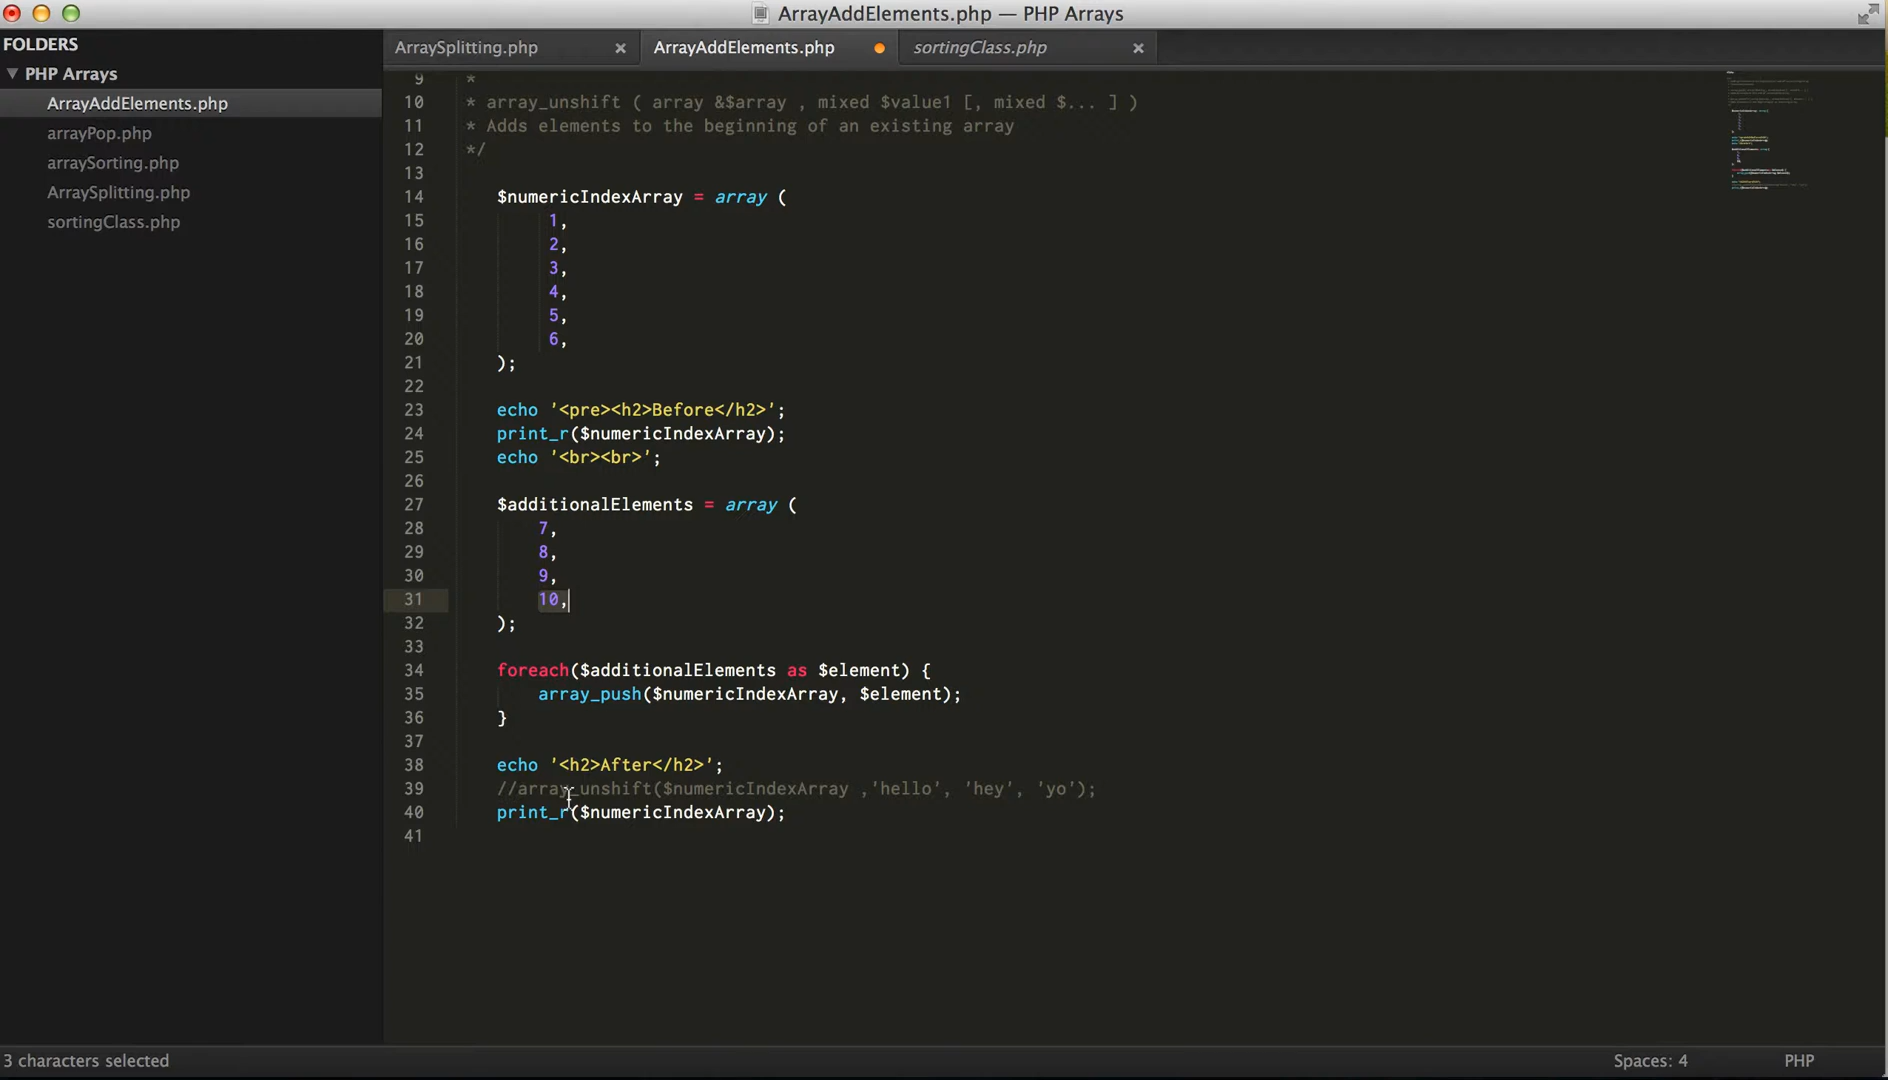 ArrayAddElements.php — PHP Arrays
FOLDERS
PHP Arrays
ArrayAddElements.php
arrayPop.php
arraySorting.php
ArraySplitting.php
sortingClass.php
ArraySplitting.php
ArrayAddElements.php
sortingClass.php
9 *
10 * array_unshift ( array &$array , mixed $value1 [, mixed $... ] )
11 * Adds elements to the beginning of an existing array
12 */
13
14 $numericIndexArray = array (
15 1,
16 2,
17 3,
18 4,
19 5,
20 6,
21 );
22
23 echo '<pre><h2>Before</h2>';
24 print_r($numericIndexArray);
25 echo '<br><br>';
26
27 $additionalElements = array (
28 7,
29 8,
30 9,
31 10,
32 );
33
34 foreach($additionalElements as $element) {
35 array_push($numericIndexArray, $element);
36 }
37
38 echo '<h2>After</h2>';
39 //array_unshift($numericIndexArray ,'hello', 'hey', 'yo');
40 print_r($numericIndexArray);
41
3 characters selected
Spaces: 4
PHP